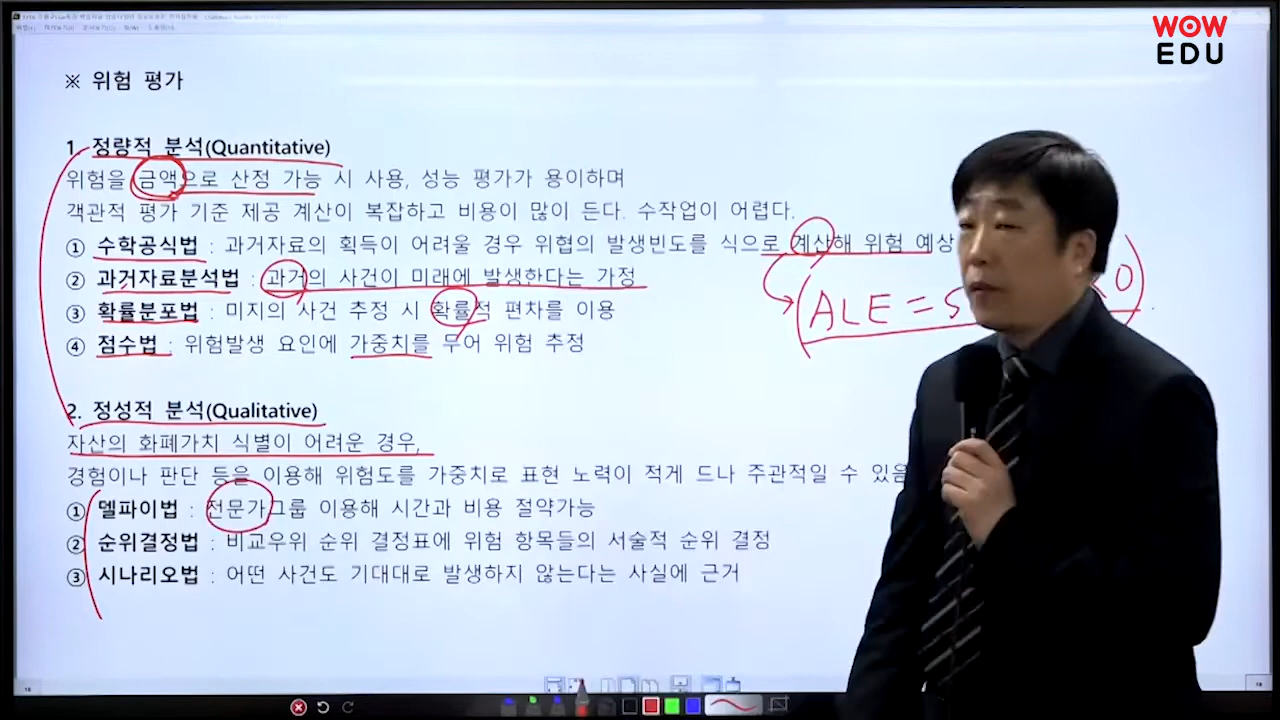 WOW
EDU
※ 위험 평가
1. 정량적 분석(Quantitative)
위험을 금액으로 산정 가능 시 사용, 성능 평가가 용이하며
객관적 평가 기준 제공 계산이 복잡하고 비용이 많이 든다. 수작업이 어렵다.
① 수학공식법 : 과거자료의 획득이 어려울 경우 위협의 발생빈도를 식으로 계산해 위험 예상
② 과거자료분석법 : 과거의 사건이 미래에 발생한다는 가정
③ 확률분포법 : 미지의 사건 추정 시 확률적 편차를 이용
④ 점수법 : 위험발생 요인에 가중치를 두어 위험 추정
ALE = S
2. 정성적 분석(Qualitative)
자산의 화폐가치 식별이 어려운 경우,
경험이나 판단 등을 이용해 위험도를 가중치로 표현 노력이 적게 드나 주관적일 수 있음
① 델파이법 : 전문가그룹 이용해 시간과 비용 절약가능
② 순위결정법 : 비교우위 순위 결정표에 위험 항목들의 서술적 순위 결정
③ 시나리오법 : 어떤 사건도 기대대로 발생하지 않는다는 사실에 근거